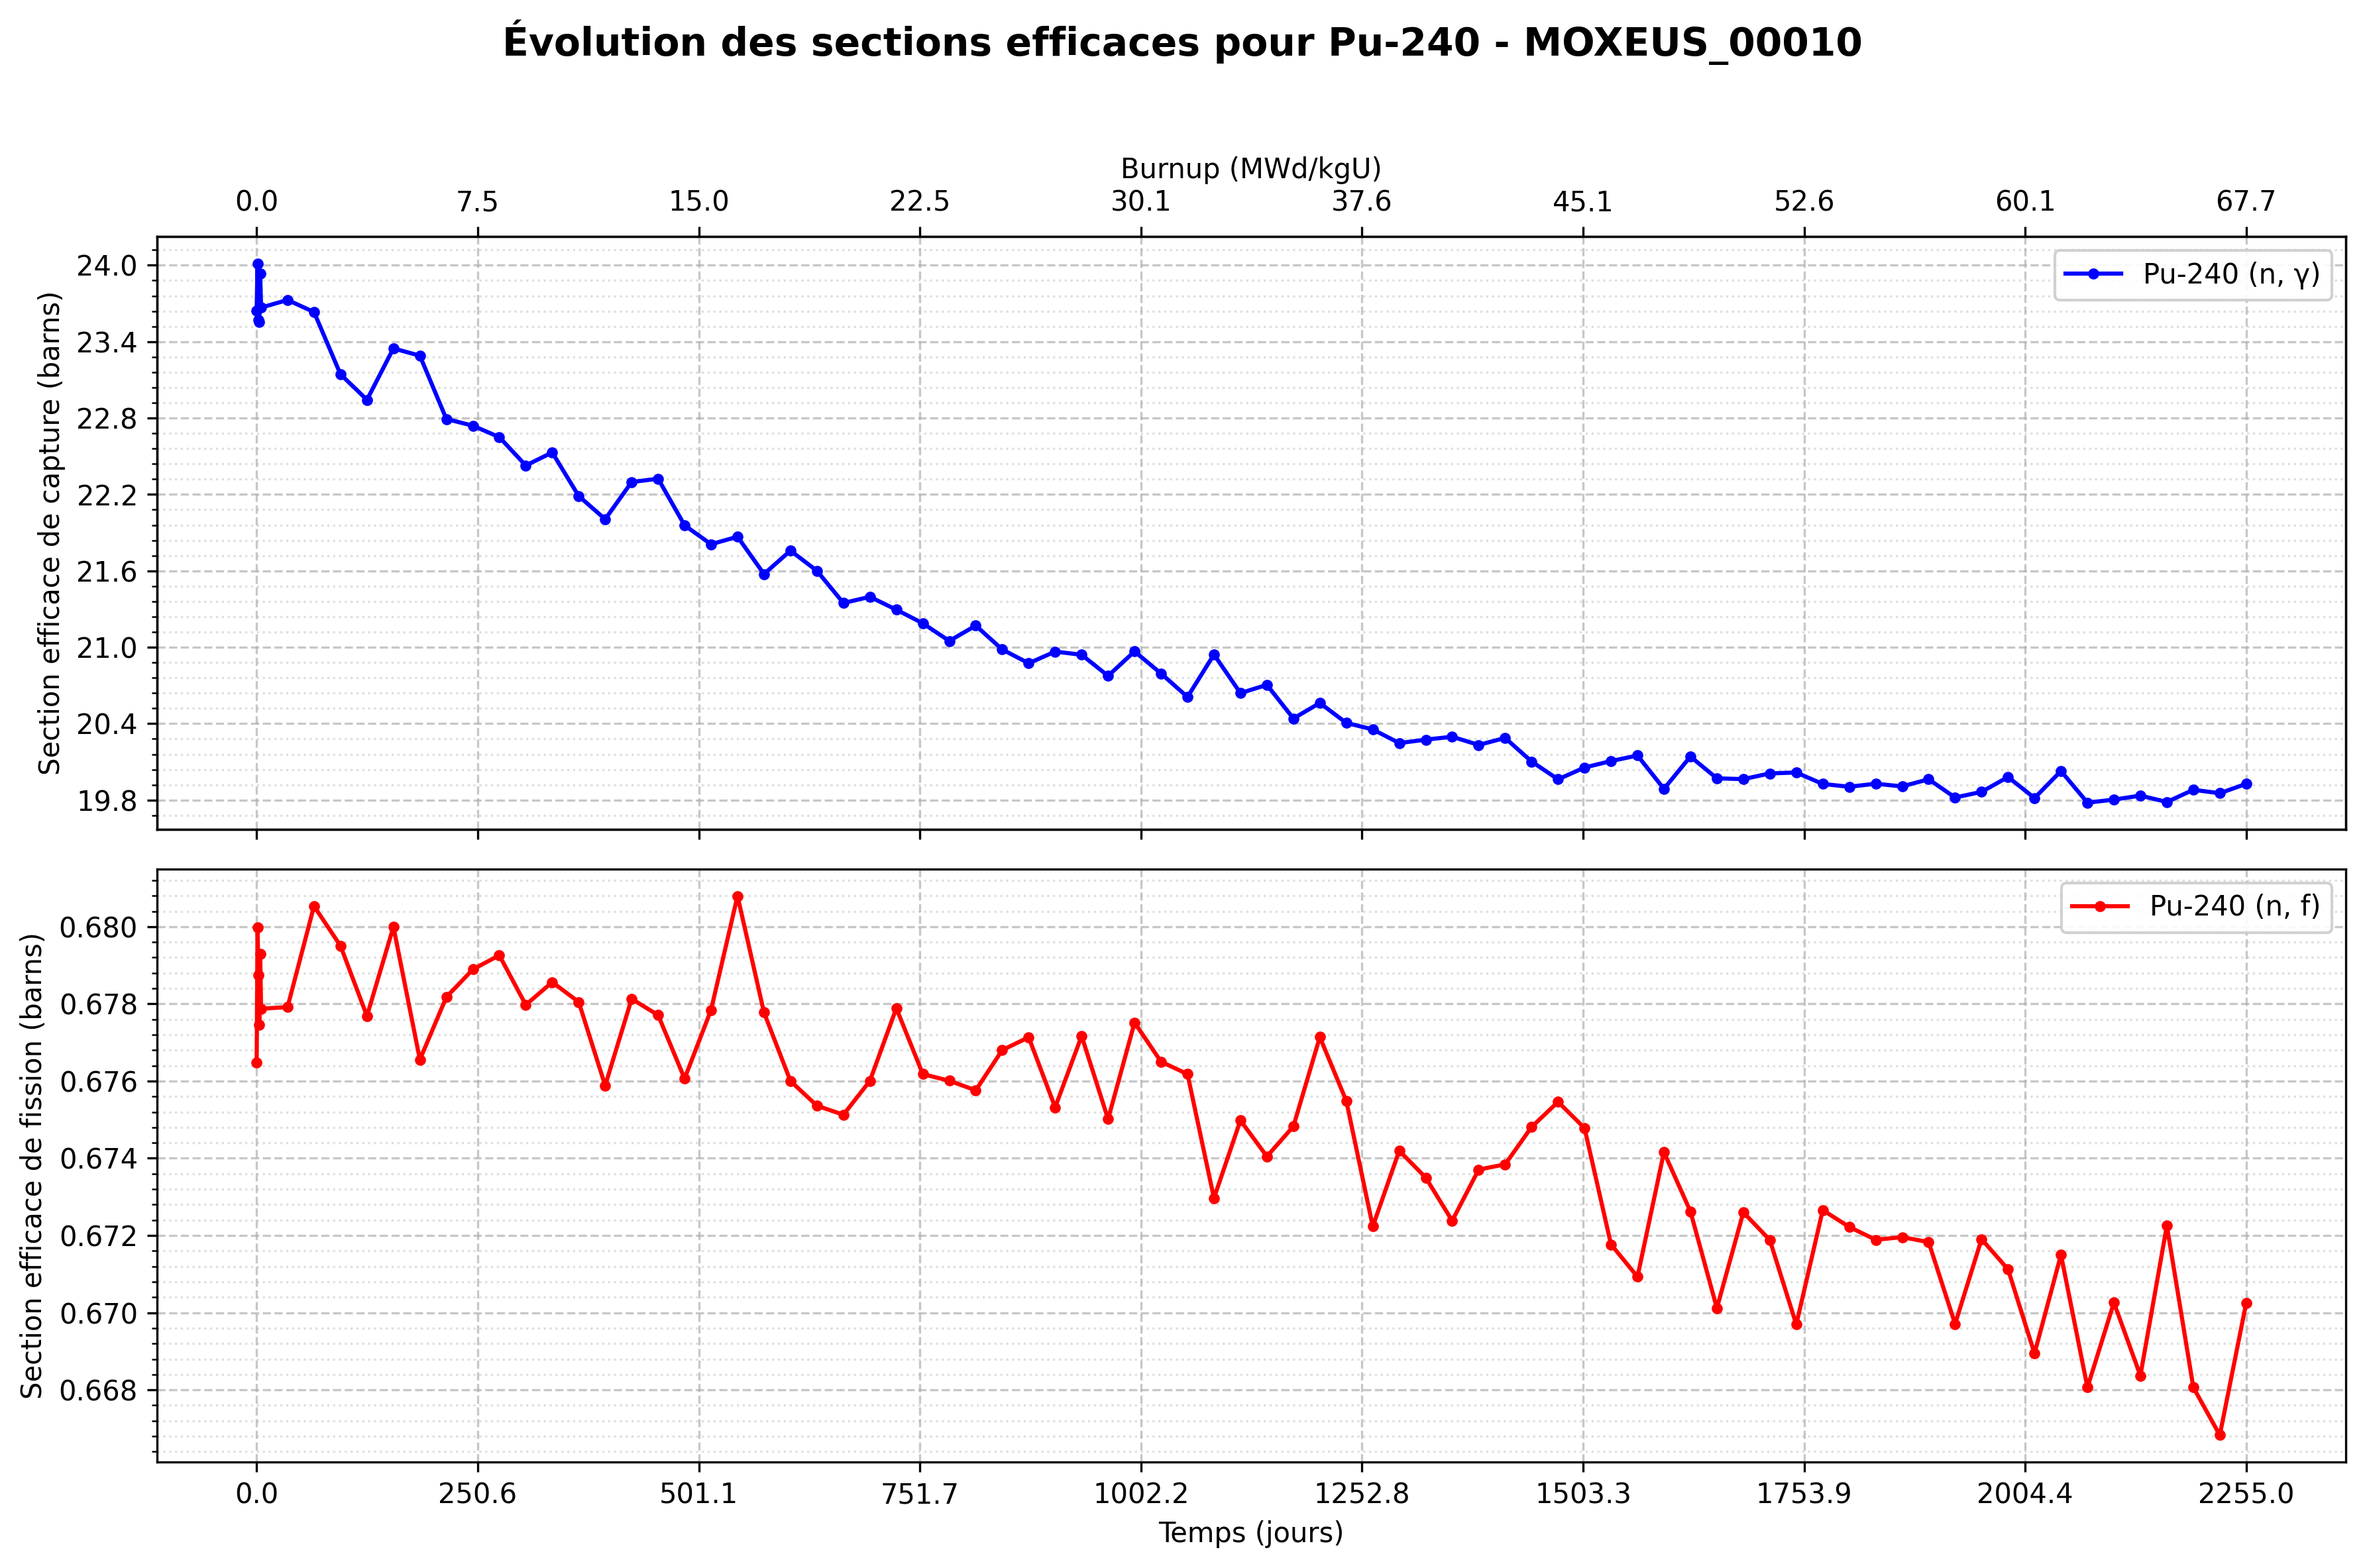 Évolution des sections efficaces pour Pu-240 - MOXEUS_00010
Burnup (MWd/kgU)
0.0 7.5 15.0 22.5 30.1 37.6 45.1 52.6 60.1 67.7
Section efficace de capture (barns)
24.0
23.4
22.8
22.2
21.6
21.0
20.4
19.8
Pu-240 (n, γ)
Section efficace de fission (barns)
0.680
0.678
0.676
0.674
0.672
0.670
0.668
Pu-240 (n, f)
0.0 250.6 501.1 751.7 1002.2 1252.8 1503.3 1753.9 2004.4 2255.0
Temps (jours)